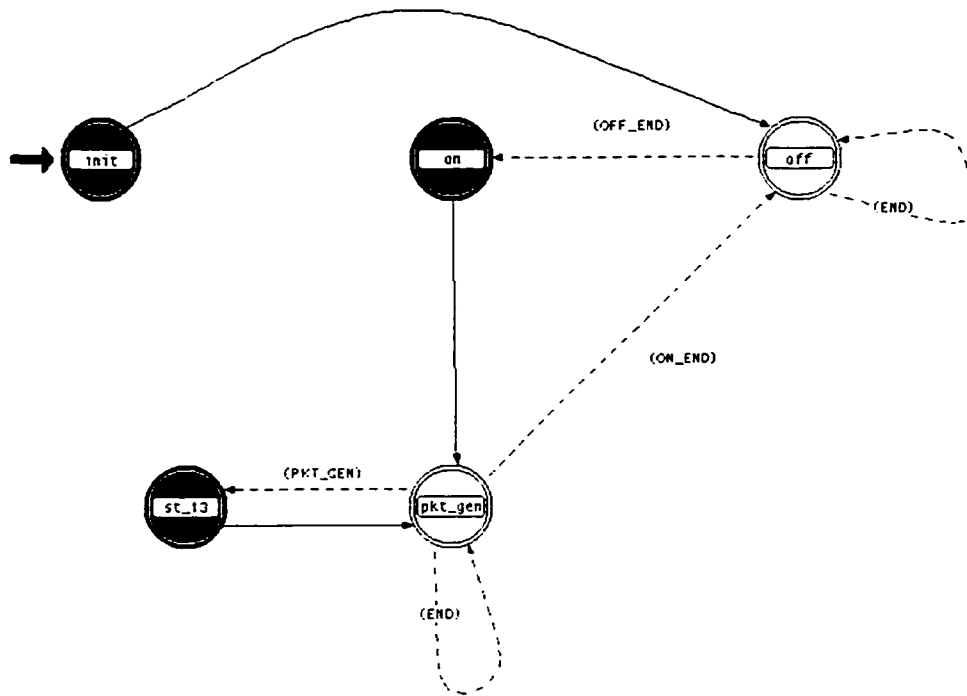 (OFF_END)
init
on
off
(END)
(ON_END)
(PKT_GEN)
st_13
pkt_gen
(END)